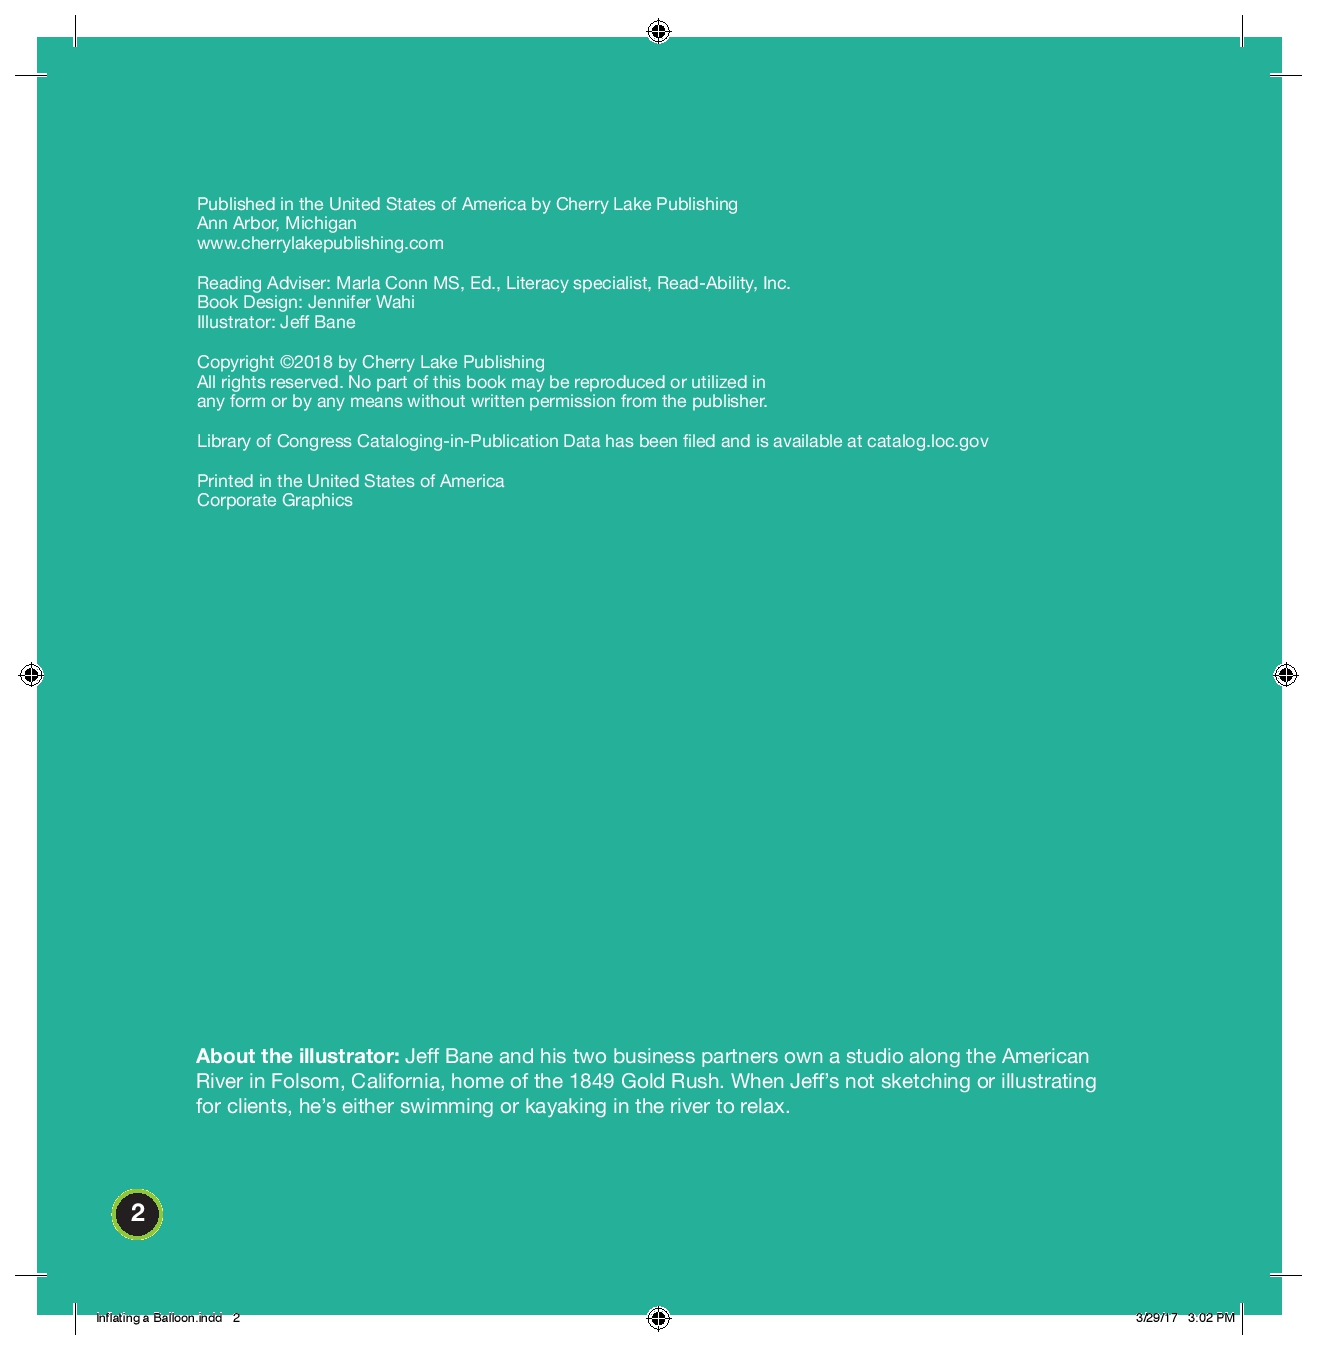 Published in the United States of America by Cherry Lake Publishing
Ann Arbor, Michigan
www.cherrylakepublishing.com
Reading Adviser: Marla Conn MS, Ed., Literacy specialist, Read-Ability, Inc.
Book Design: Jennifer Wahi
Illustrator: Jeff Bane
Copyright ©2018 by Cherry Lake Publishing
All rights reserved. No part of this book may be reproduced or utilized in
any form or by any means without written permission from the publisher.
Library of Congress Cataloging-in-Publication Data has been filed and is available at catalog.loc.gov
Printed in the United States of America
Corporate Graphics
About the illustrator: Jeff Bane and his two business partners own a studio along the American
River in Folsom, California, home of the 1849 Gold Rush. When Jeff’s not sketching or illustrating
for clients, he’s either swimming or kayaking in the river to relax.
2
Inflating a Balloon.indd 2
3/29/17 3:02 PM